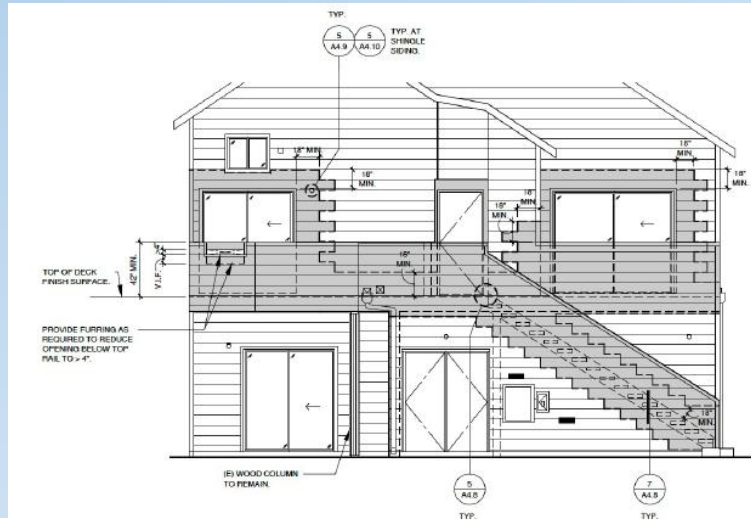 TYP.
5
A4.9
5
A4.10
TYP. AT
SHINGLE
SIDING.
18" MIN.
18"
MIN.
18"
MIN.
18"
MIN.
16"
MIN.
18"
MIN.
18"
MIN.
42" MIN.
V.I.F.
TOP OF DECK
FINISH SURFACE.
PROVIDE FURRING AS
REQUIRED TO REDUCE
OPENING BELOW TOP
RAIL TO > 4".
18"
MIN.
(E) WOOD COLUMN
TO REMAIN.
5
A4.8
TYP.
7
A4.8
TYP.